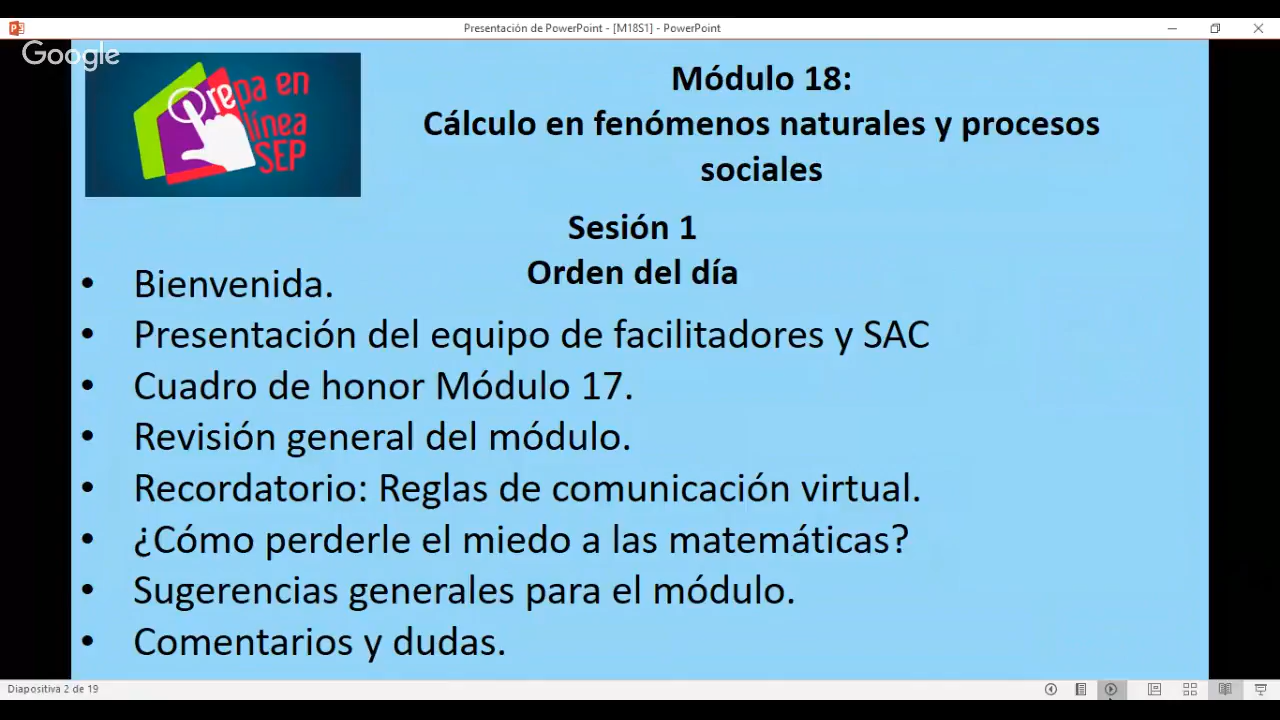 Presentación de PowerPoint - [M18S1] - PowerPoint
Google
Prepa en
línea
SEP
Módulo 18:
Cálculo en fenómenos naturales y procesos
sociales
Sesión 1
Orden del día
• Bienvenida.
• Presentación del equipo de facilitadores y SAC
• Cuadro de honor Módulo 17.
• Revisión general del módulo.
• Recordatorio: Reglas de comunicación virtual.
• ¿Cómo perderle el miedo a las matemáticas?
• Sugerencias generales para el módulo.
• Comentarios y dudas.
Diapositiva 2 de 19